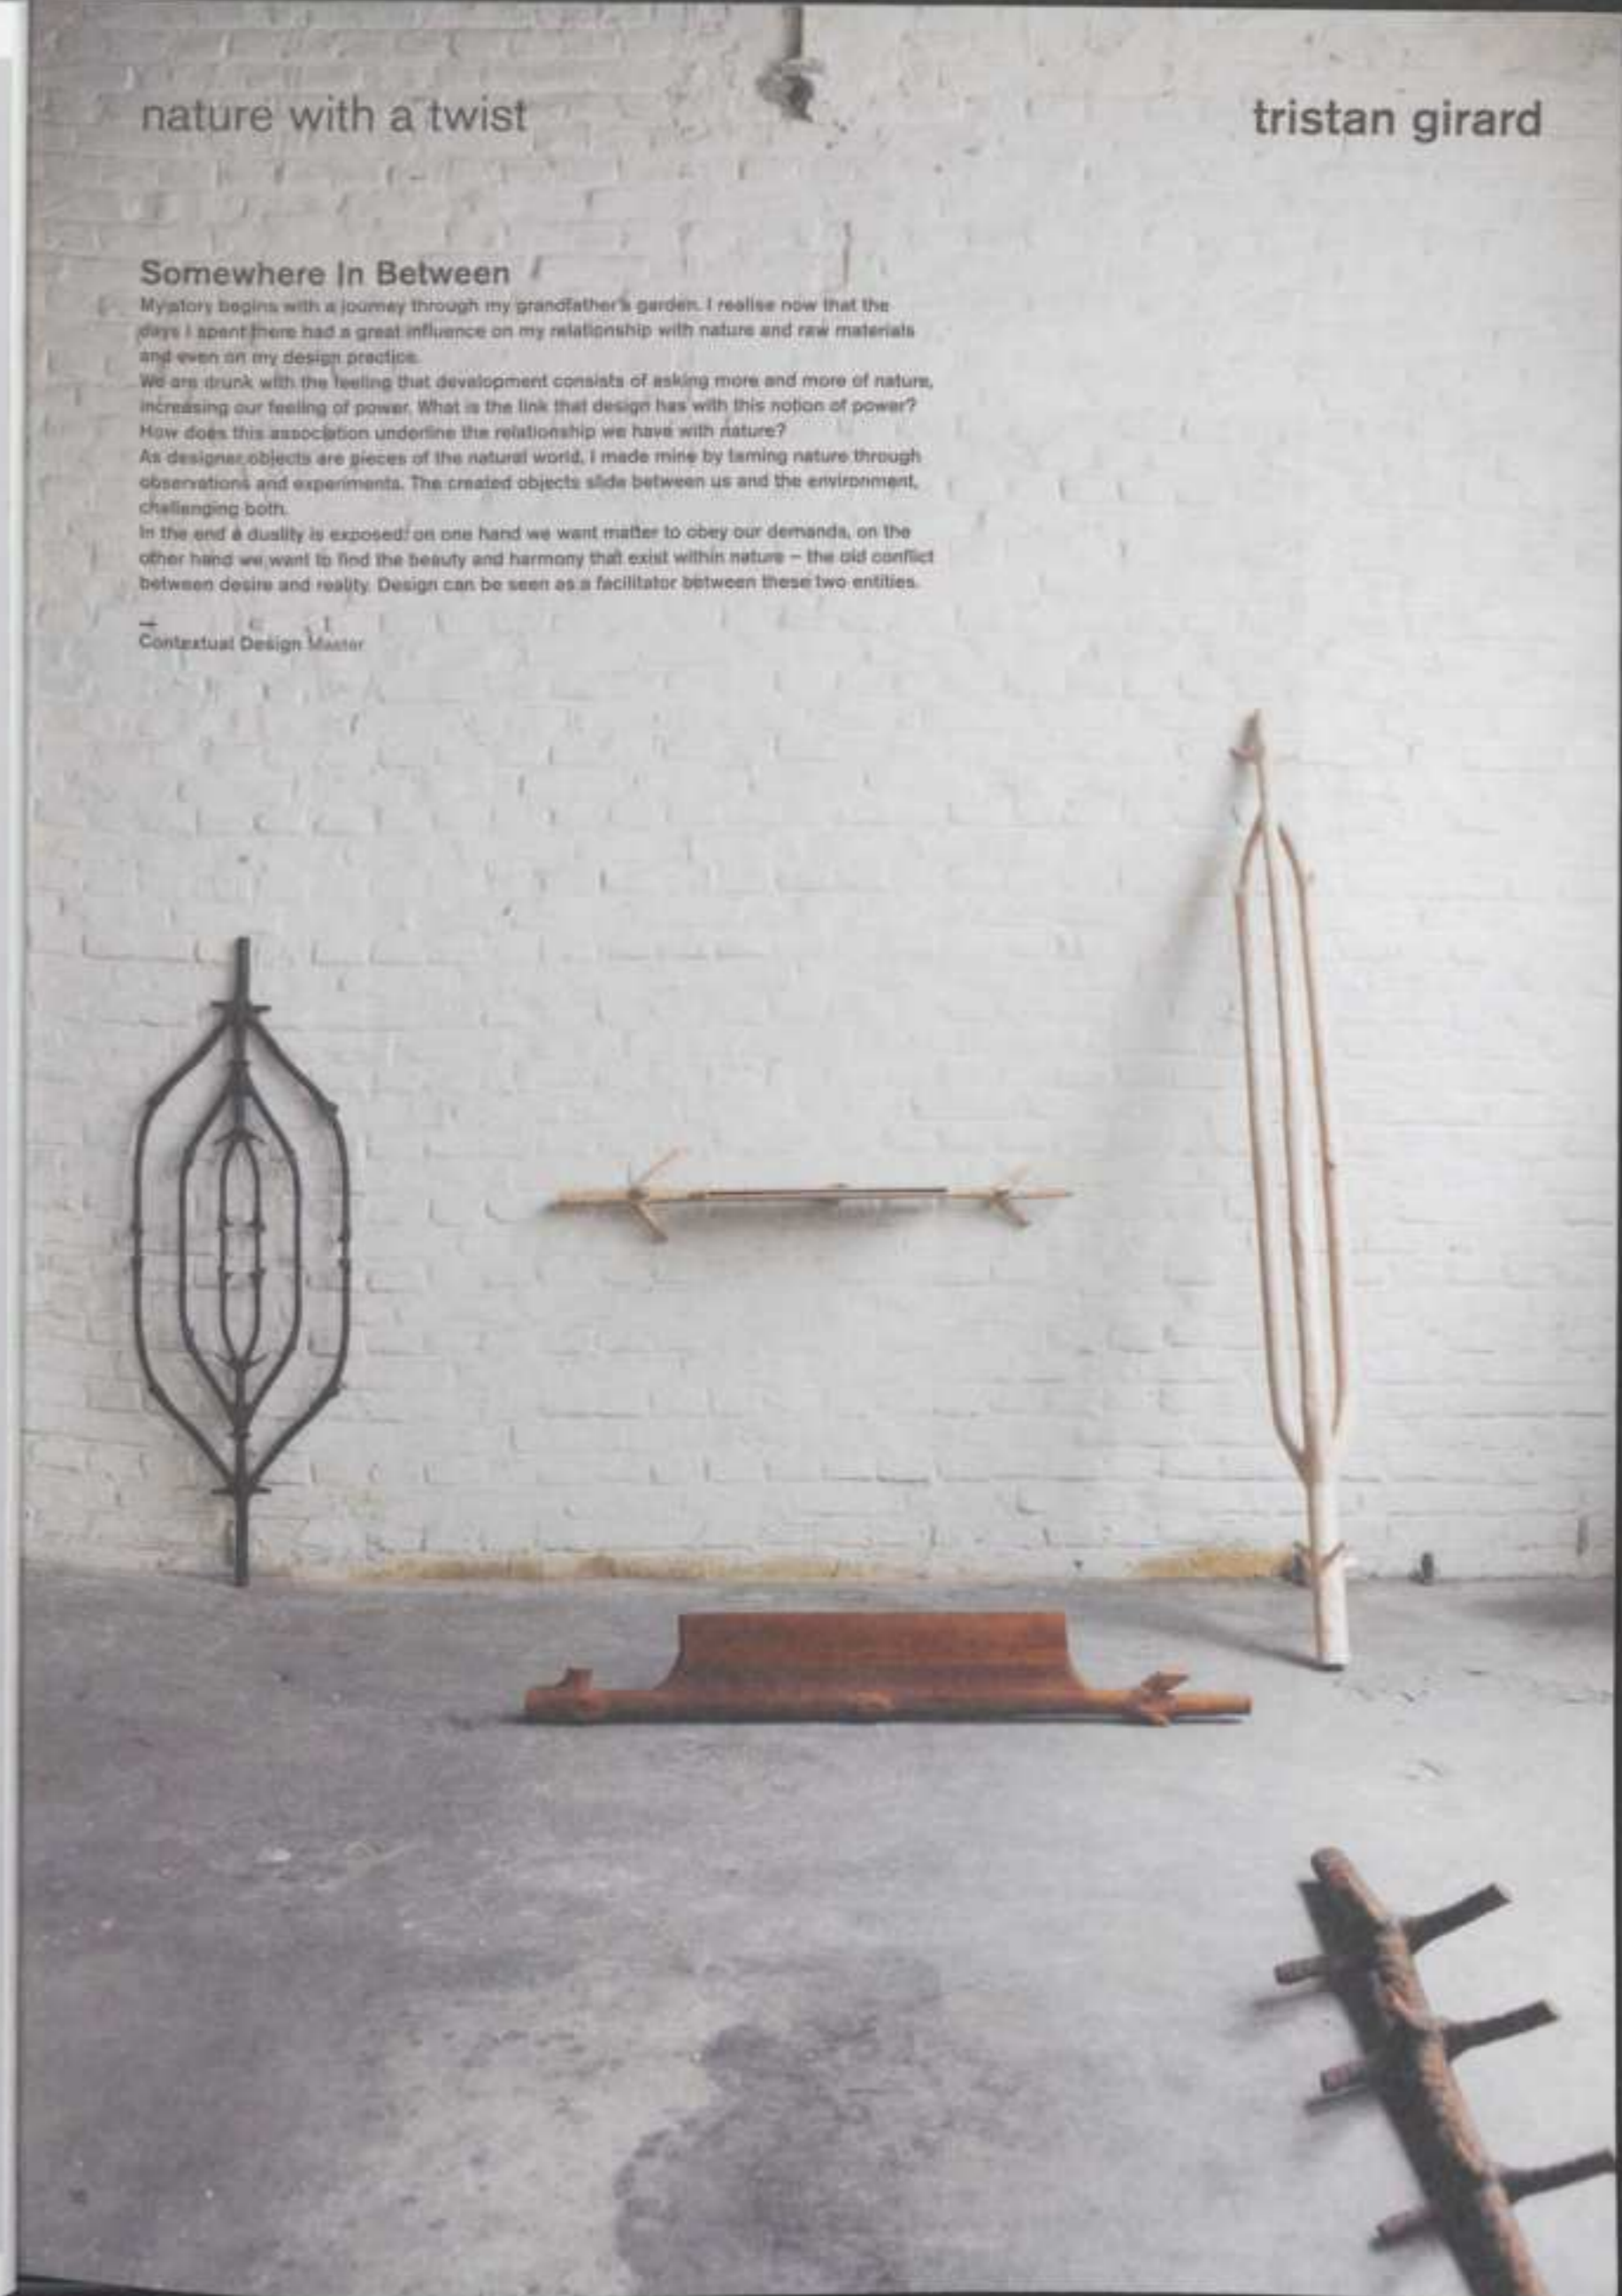 nature with a twist
tristan girard
Somewhere In Between
My story begins with a journey through my grandfather's garden. I realise now that the
days I spent there had a great influence on my relationship with nature and raw materials
and even on my design practice.
We are drunk with the feeling that development consists of asking more and more of nature,
increasing our feeling of power. What is the link that design has with this notion of power?
How does this association underline the relationship we have with nature?
As designer objects are pieces of the natural world, I made mine by taming nature through
observations and experiments. The created objects slide between us and the environment,
challenging both.
In the end a duality is exposed: on one hand we want matter to obey our demands, on the
other hand we want to find the beauty and harmony that exist within nature – the old conflict
between desire and reality. Design can be seen as a facilitator between these two entities.
—
Contextual Design Master